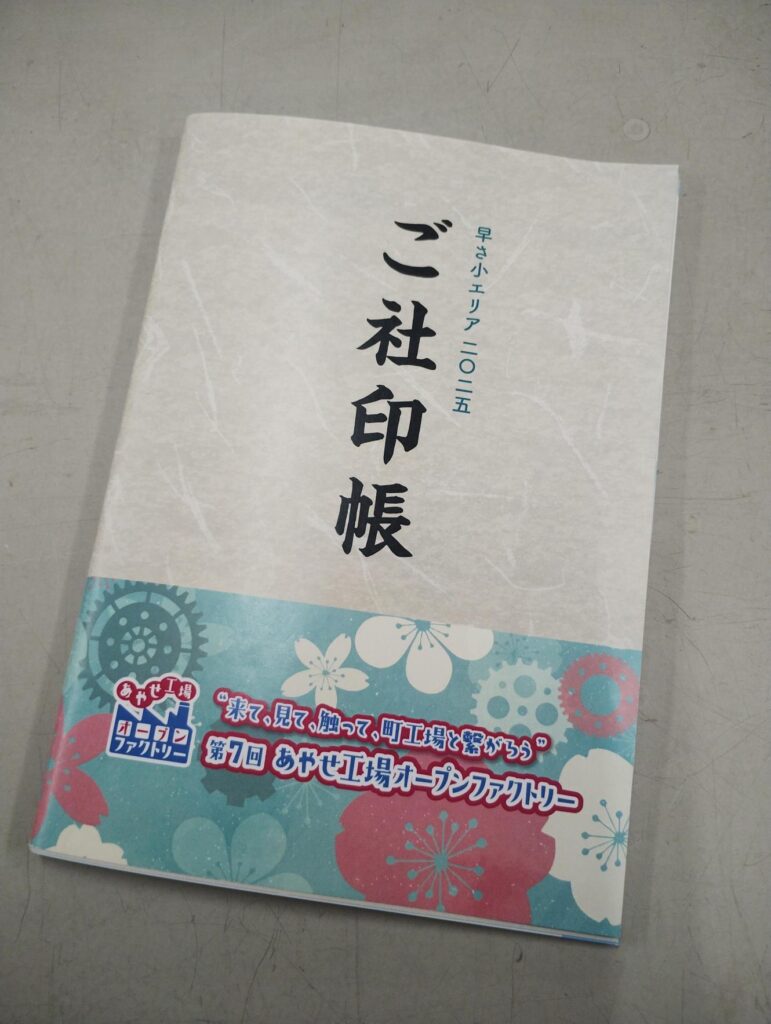 早さ小エリア 二〇二五
ご社印帳
あやせ工場
オープン
ファクトリー
“来て、見て、触って、町工場と繋がろう”
第7回 あやせ工場オープンファクトリー